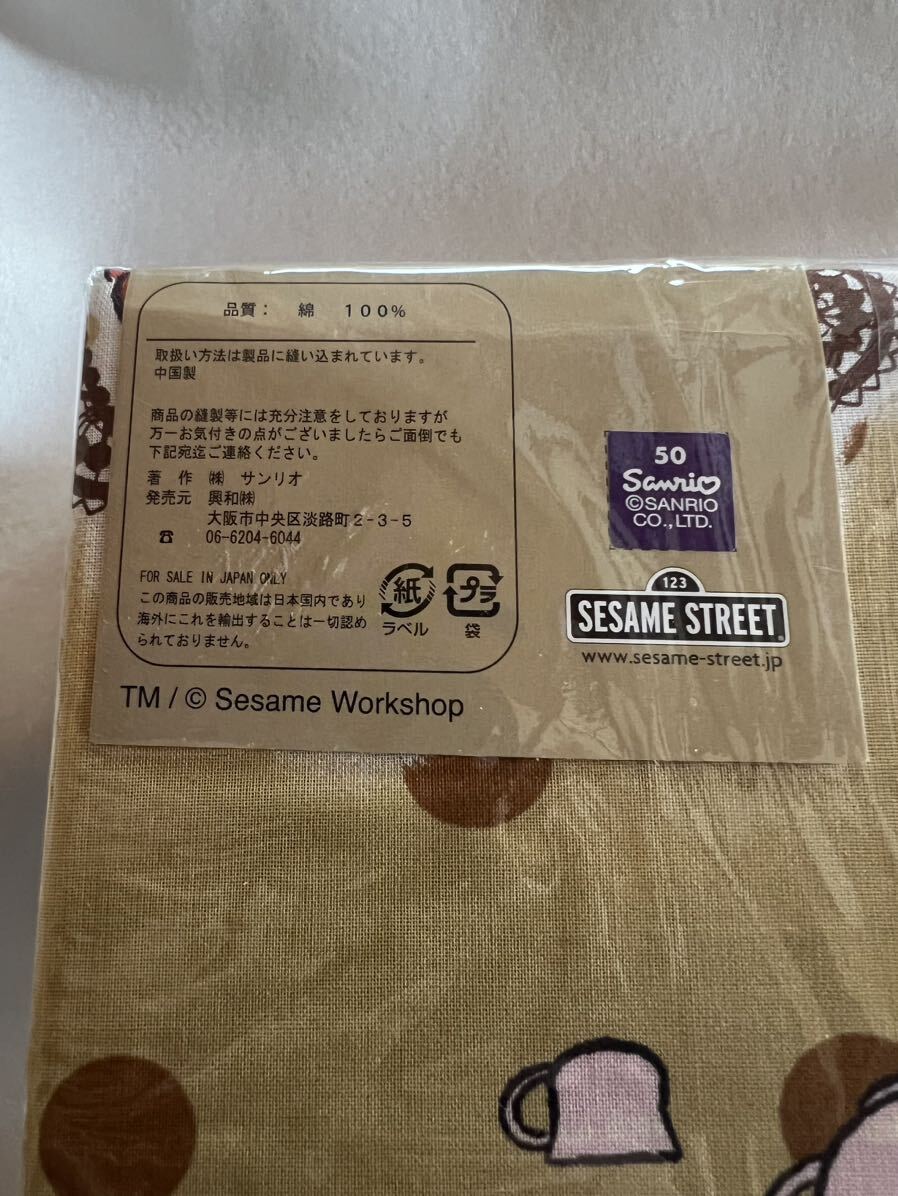 品質： 綿 100%
取扱い方法は製品に縫い込まれています。
中国製
商品の縫製等には充分注意をしておりますが
万一お気付きの点がございましたらご面倒でも
下記宛迄ご連絡ください。
著 作 ㈱ サンリオ
発売元 興和㈱
大阪市中央区淡路町2-3-5
☎ 06-6204-6044
FOR SALE IN JAPAN ONLY
この商品の販売地域は日本国内であり
海外にこれを輸出することは一切認め
られておりません。
紙
ラベル
プラ
袋
TM / © Sesame Workshop
50
Sanrio
©SANRIO
CO.,LTD.
123
SESAME STREET
www.sesame-street.jp